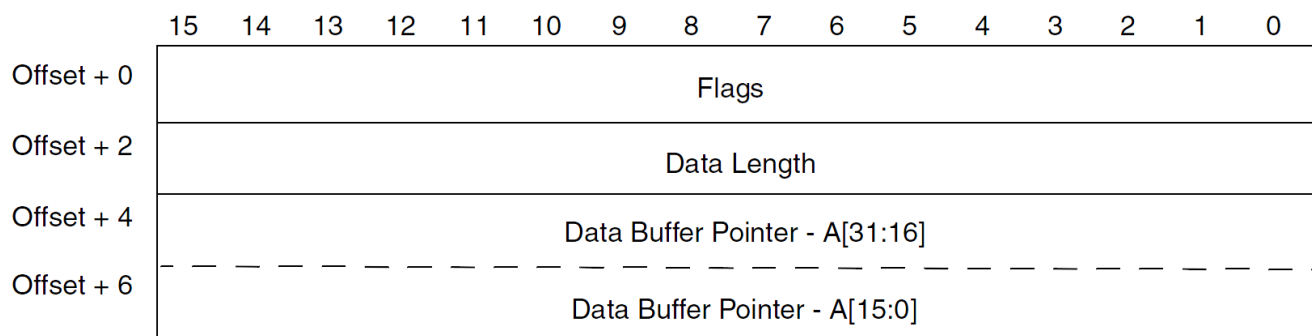 15 14 13 12 11 10 9 8 7 6 5 4 3 2 1 0
Offset + 0
Flags
Offset + 2
Data Length
Offset + 4
Data Buffer Pointer - A[31:16]
Offset + 6
Data Buffer Pointer - A[15:0]